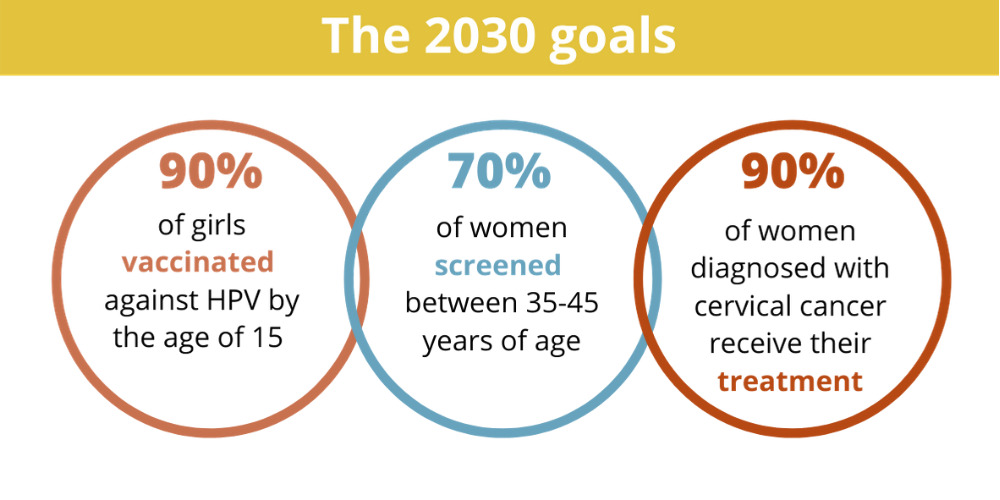 The 2030 goals
90%
of girls
vaccinated
against HPV by
the age of 15
70%
of women
screened
between 35-45
years of age
90%
of women
diagnosed with
cervical cancer
receive their
treatment